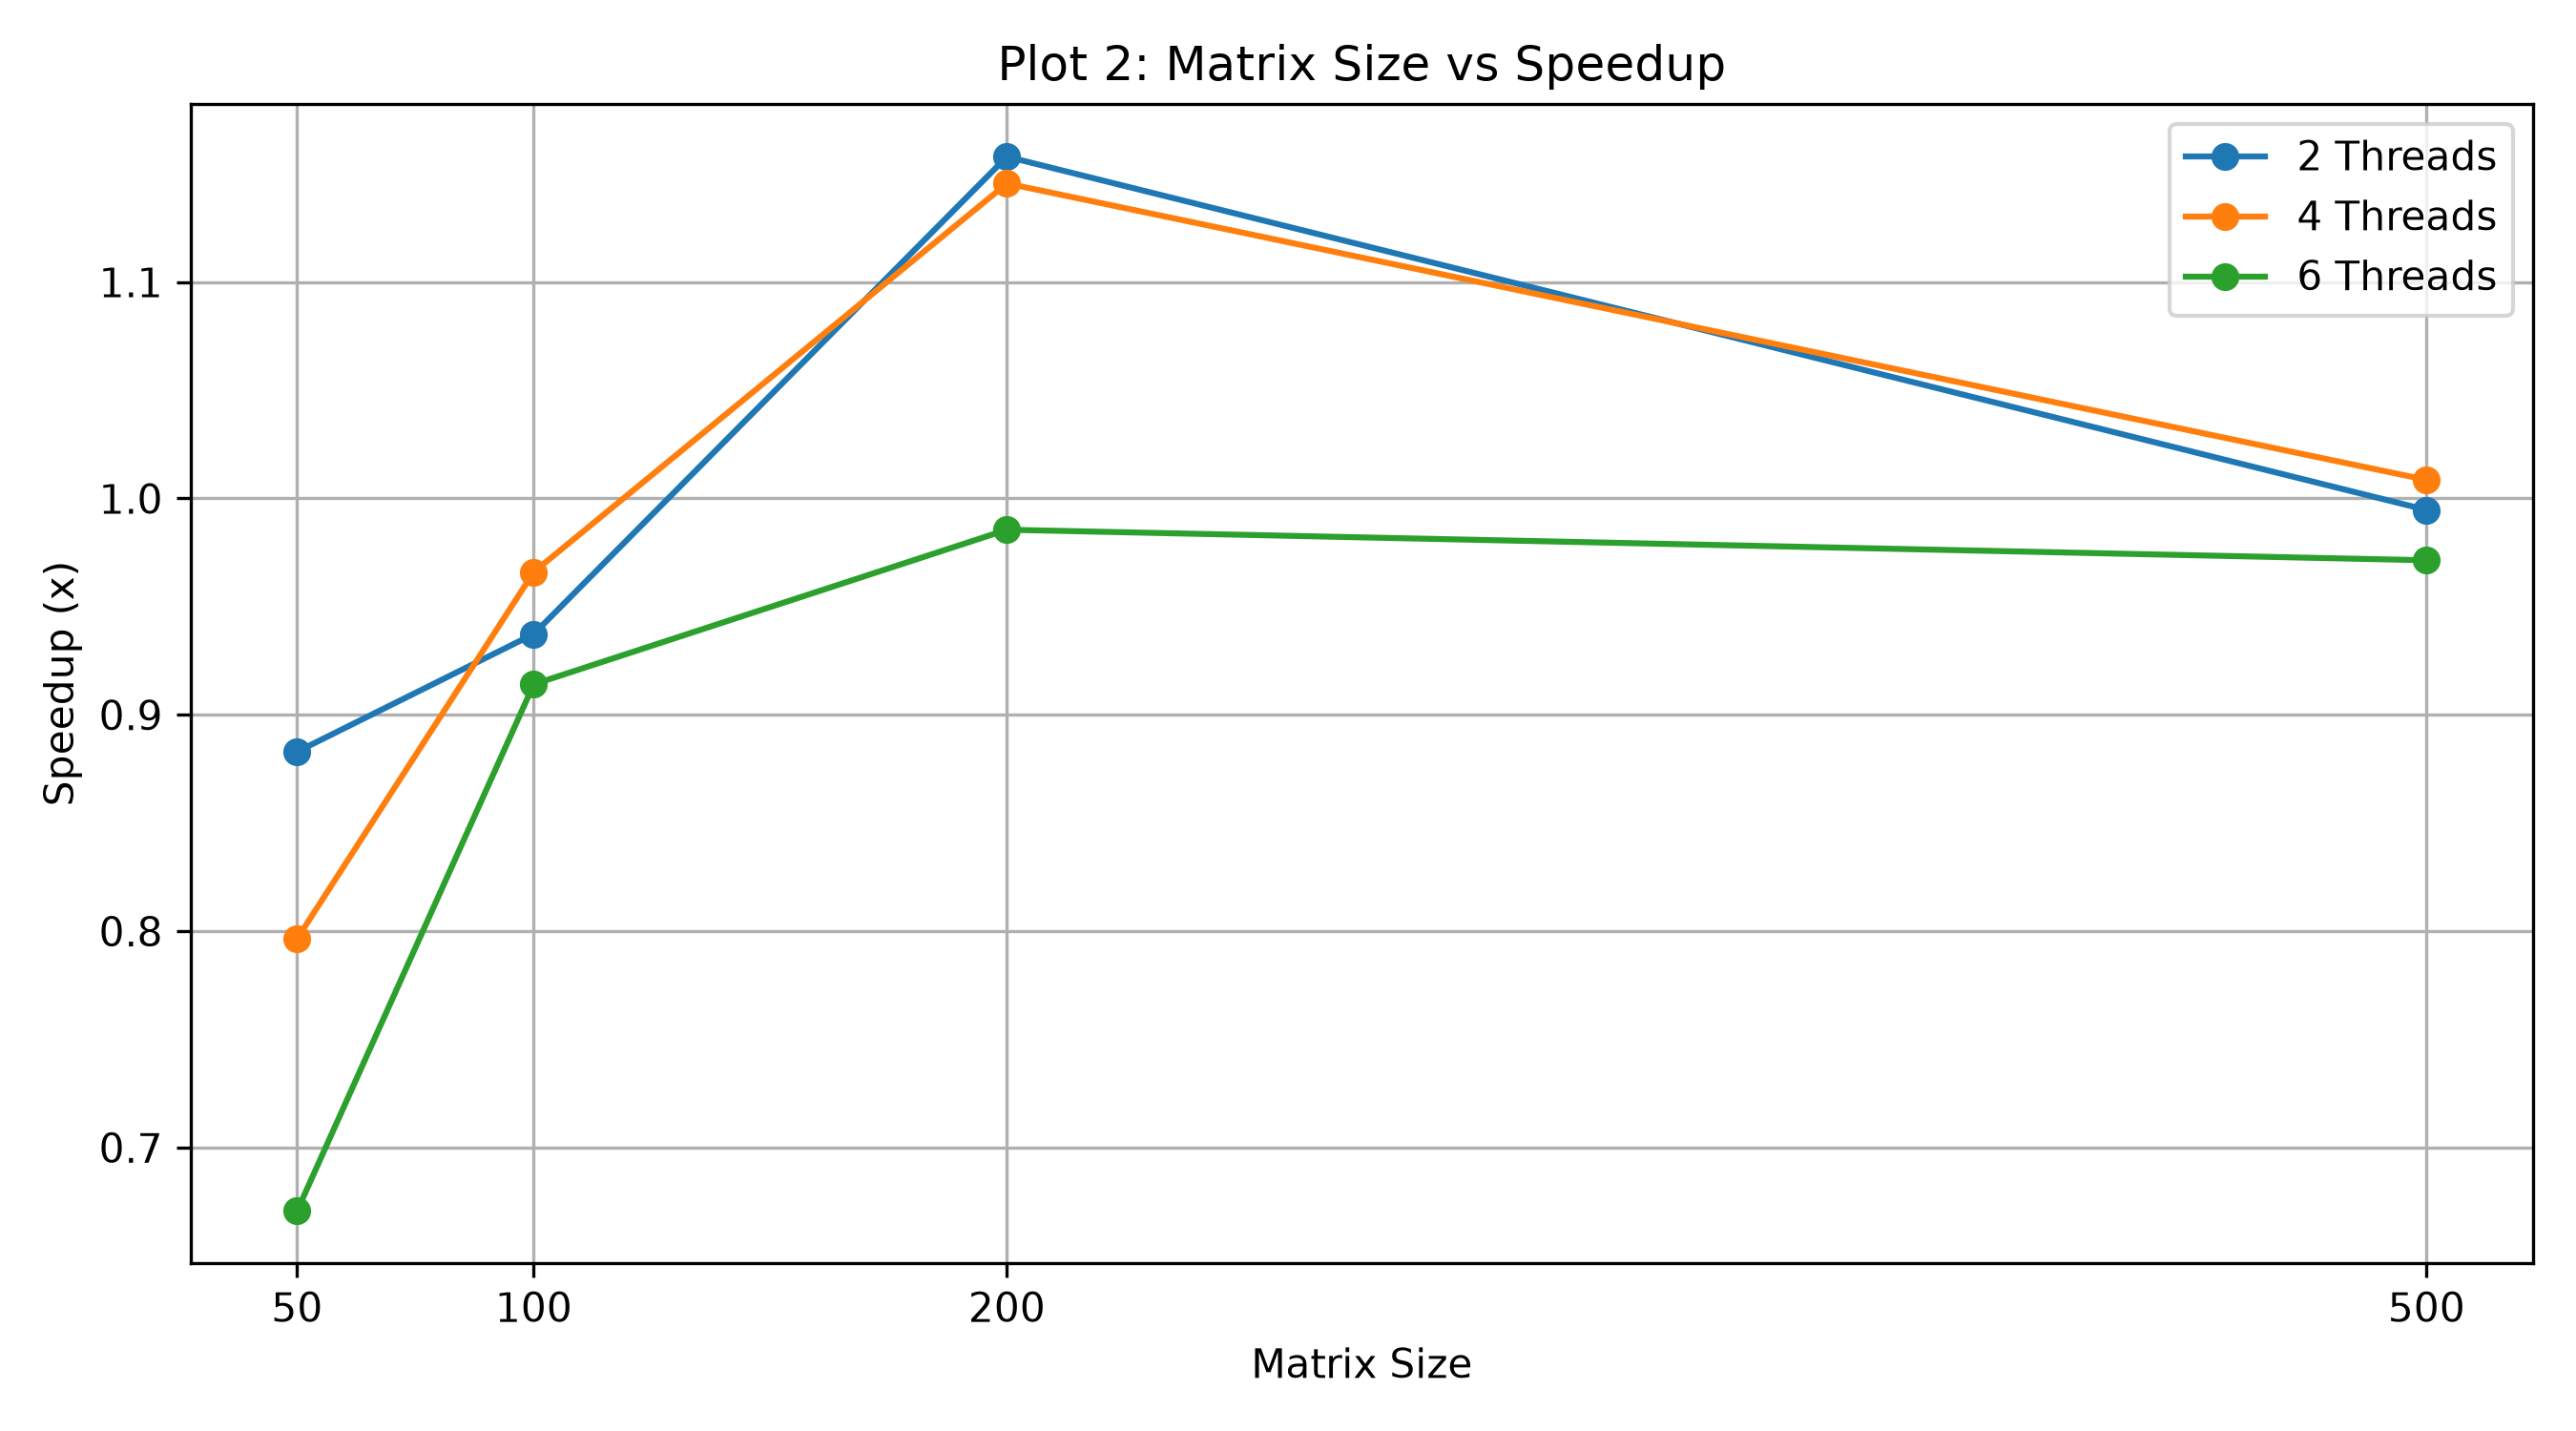 Plot 2: Matrix Size vs Speedup
2 Threads
4 Threads
6 Threads
1.1
1.0
0.9
0.8
0.7
Speedup (x)
50 100 200 500
Matrix Size